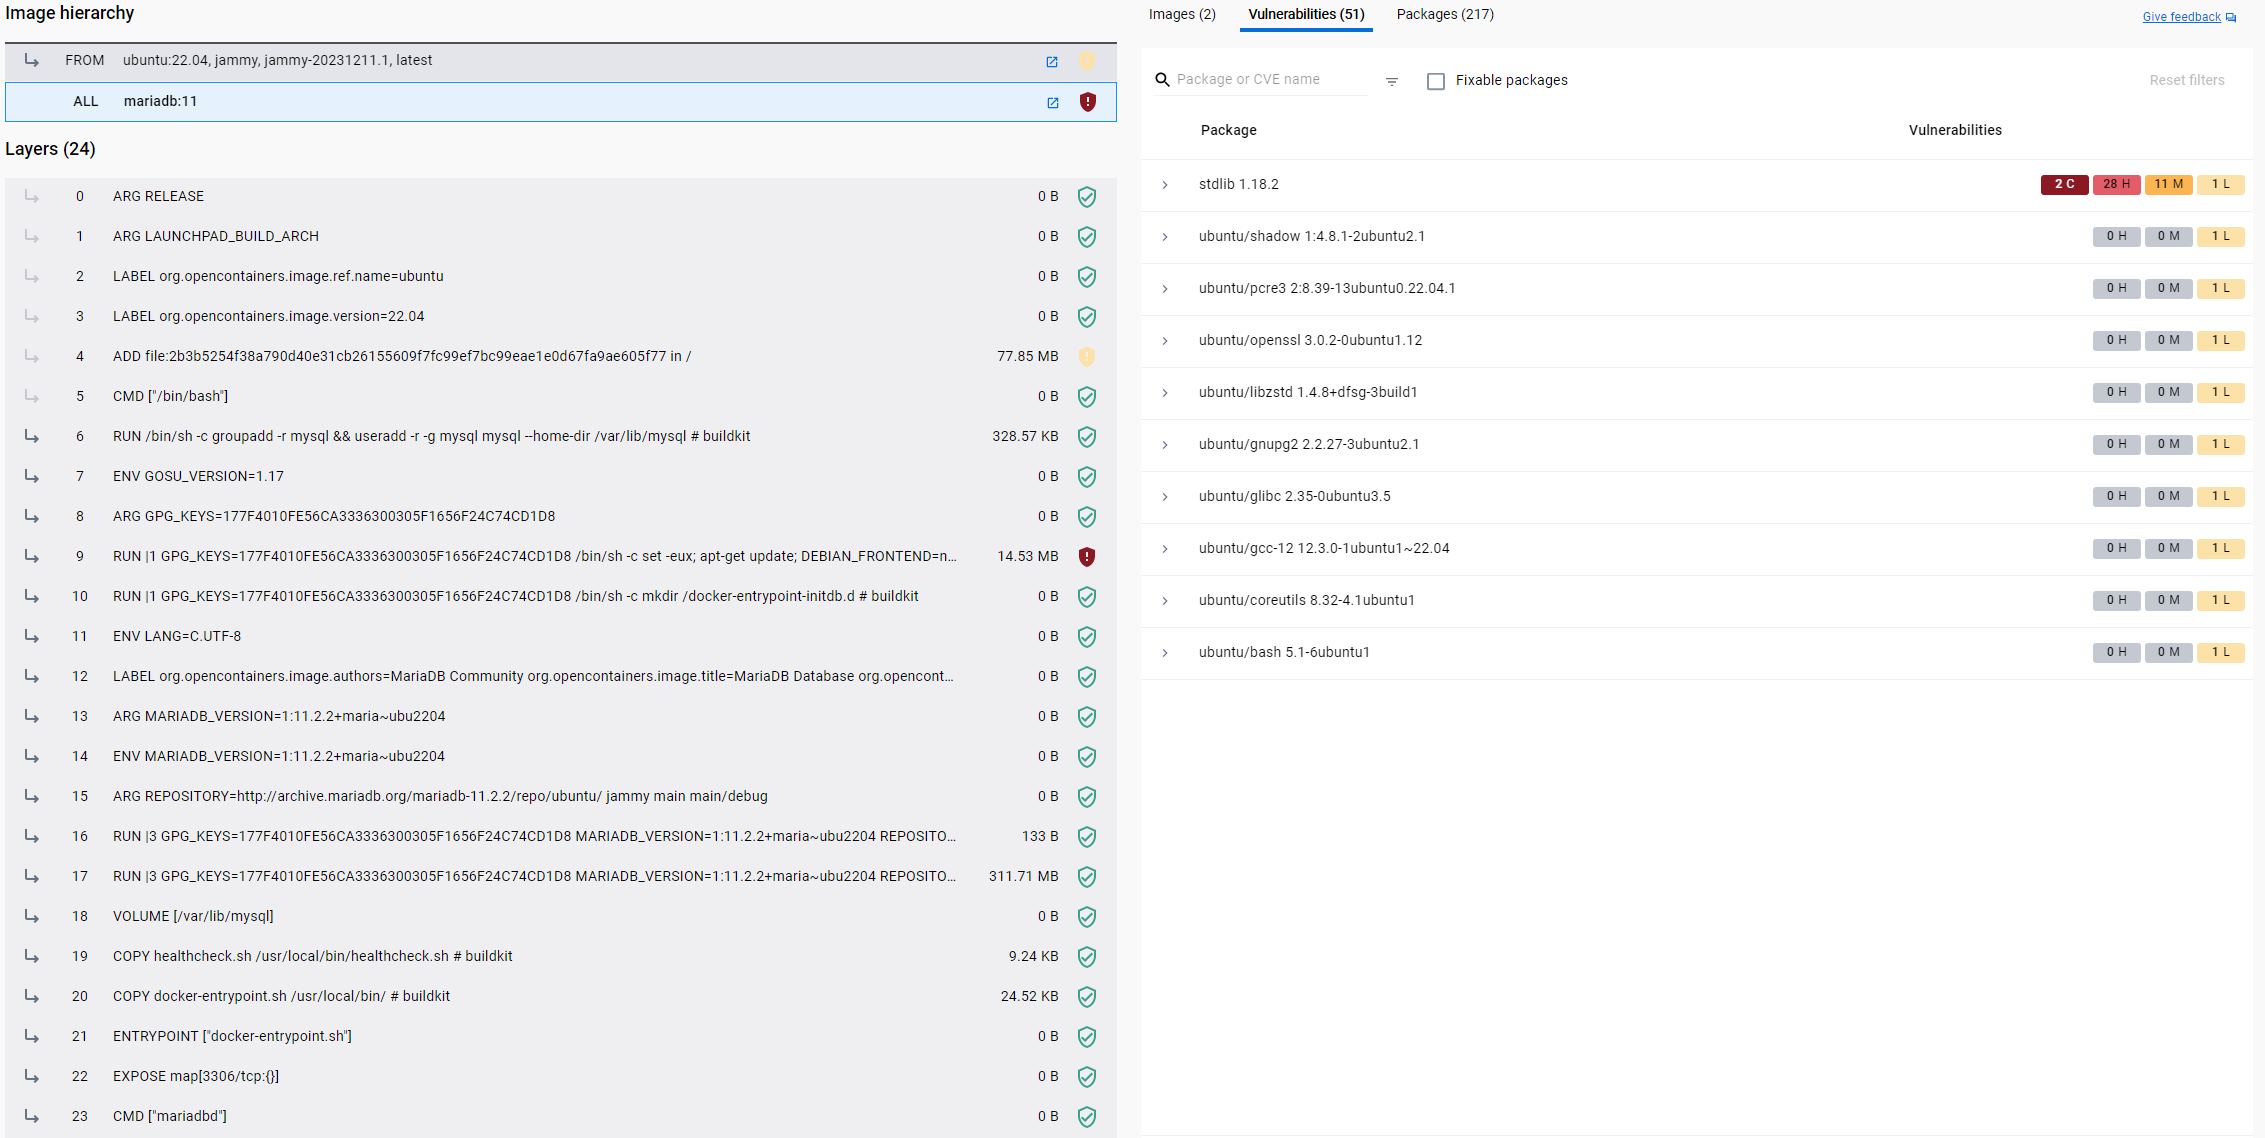 Image hierarchy
FROM ubuntu:22.04, jammy, jammy-20231211.1, latest
ALL mariadb:11
Layers (24)
0 ARG RELEASE 0 B
1 ARG LAUNCHPAD_BUILD_ARCH 0 B
2 LABEL org.opencontainers.image.ref.name=ubuntu 0 B
3 LABEL org.opencontainers.image.version=22.04 0 B
4 ADD file:2b3b5254f38a790d40e31cb26155609f7fc99ef7bc99eae1e0d67fa9ae605f77 in / 77.85 MB
5 CMD ["/bin/bash"] 0 B
6 RUN /bin/sh -c groupadd -r mysql && useradd -r -g mysql mysql --home-dir /var/lib/mysql # buildkit 328.57 KB
7 ENV GOSU_VERSION=1.17 0 B
8 ARG GPG_KEYS=177F4010FE56CA3336300305F1656F24C74CD1D8 0 B
9 RUN |1 GPG_KEYS=177F4010FE56CA3336300305F1656F24C74CD1D8 /bin/sh -c set -eux; apt-get update; DEBIAN_FRONTEND=n... 14.53 MB
10 RUN |1 GPG_KEYS=177F4010FE56CA3336300305F1656F24C74CD1D8 /bin/sh -c mkdir /docker-entrypoint-initdb.d # buildkit 0 B
11 ENV LANG=C.UTF-8 0 B
12 LABEL org.opencontainers.image.authors=MariaDB Community org.opencontainers.image.title=MariaDB Database org.opencont... 0 B
13 ARG MARIADB_VERSION=1:11.2.2+maria~ubu2204 0 B
14 ENV MARIADB_VERSION=1:11.2.2+maria~ubu2204 0 B
15 ARG REPOSITORY=http://archive.mariadb.org/mariadb-11.2.2/repo/ubuntu/ jammy main main/debug 0 B
16 RUN |3 GPG_KEYS=177F4010FE56CA3336300305F1656F24C74CD1D8 MARIADB_VERSION=1:11.2.2+maria~ubu2204 REPOSITO... 133 B
17 RUN |3 GPG_KEYS=177F4010FE56CA3336300305F1656F24C74CD1D8 MARIADB_VERSION=1:11.2.2+maria~ubu2204 REPOSITO... 311.71 MB
18 VOLUME [/var/lib/mysql] 0 B
19 COPY healthcheck.sh /usr/local/bin/healthcheck.sh # buildkit 9.24 KB
20 COPY docker-entrypoint.sh /usr/local/bin/ # buildkit 24.52 KB
21 ENTRYPOINT ["docker-entrypoint.sh"] 0 B
22 EXPOSE map[3306/tcp:{}] 0 B
23 CMD ["mariadbd"] 0 B
Images (2) Vulnerabilities (51) Packages (217) Give feedback
Package or CVE name Fixable packages Reset filters
Package Vulnerabilities
stdlib 1.18.2 2 C 28 H 11 M 1 L
ubuntu/shadow 1:4.8.1-2ubuntu2.1 0 H 0 M 1 L
ubuntu/pcre3 2:8.39-13ubuntu0.22.04.1 0 H 0 M 1 L
ubuntu/openssl 3.0.2-0ubuntu1.12 0 H 0 M 1 L
ubuntu/libzstd 1.4.8+dfsg-3build1 0 H 0 M 1 L
ubuntu/gnupg2 2.2.27-3ubuntu2.1 0 H 0 M 1 L
ubuntu/glibc 2.35-0ubuntu3.5 0 H 0 M 1 L
ubuntu/gcc-12 12.3.0-1ubuntu1~22.04 0 H 0 M 1 L
ubuntu/coreutils 8.32-4.1ubuntu1 0 H 0 M 1 L
ubuntu/bash 5.1-6ubuntu1 0 H 0 M 1 L